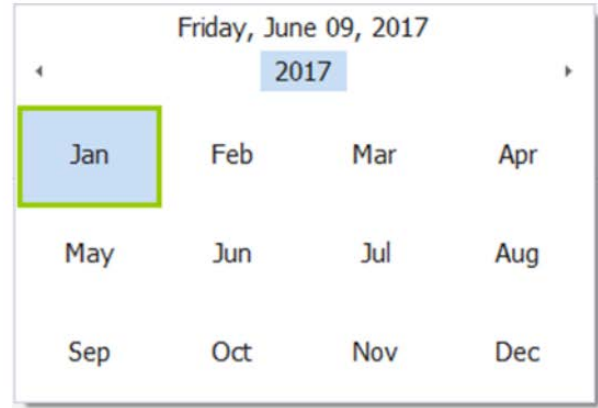 Friday, June 09, 2017
2017
Jan Feb Mar Apr
May Jun Jul Aug
Sep Oct Nov Dec